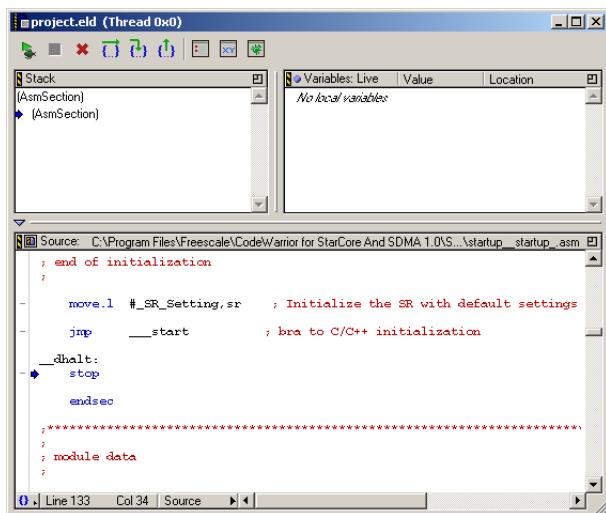 project.eld (Thread 0x0)
Stack
(AsmSection)
(AsmSection)
Variables: Live Value Location
No local variables
Source: C:\Program Files\Freescale\CodeWarrior for StarCore And SDMA 1.0\S...\startup__startup_.asm
; end of initialization
;
move.l #_SR_Setting,sr ; Initialize the SR with default settings
jmp ___start ; bra to C/C++ initialization
__dhalt:
stop
endsec
;*****************************************************************
;
; module data
;
Line 133 Col 34 Source